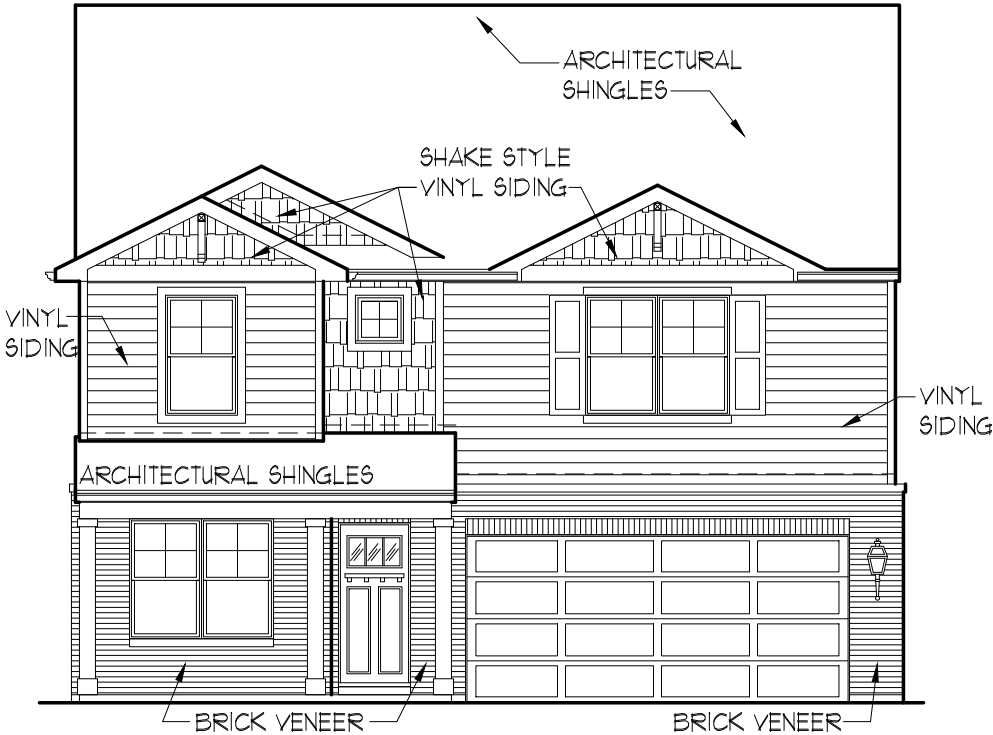 ARCHITECTURAL
SHINGLES
SHAKE STYLE
VINYL SIDING
VINYL
SIDING
VINYL
SIDING
ARCHITECTURAL SHINGLES
BRICK VENEER
BRICK VENEER